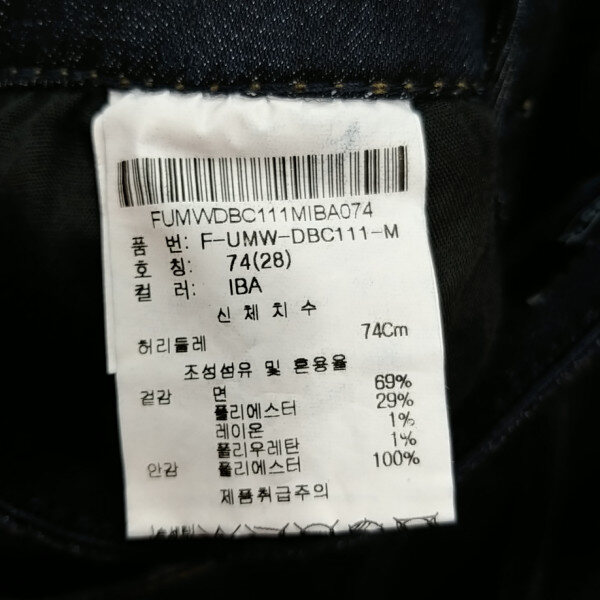 FUMWDBC111MIBA074
품 번: F-UMW-DBC111-M
호 칭: 74(28)
컬 러: IBA
신 체 치 수
허리둘레 74Cm
조성섬유 및 혼용율
겉감 면 69%
폴리에스터 29%
레이온 1%
폴리우레탄 1%
안감 폴리에스터 100%
제품취급주의